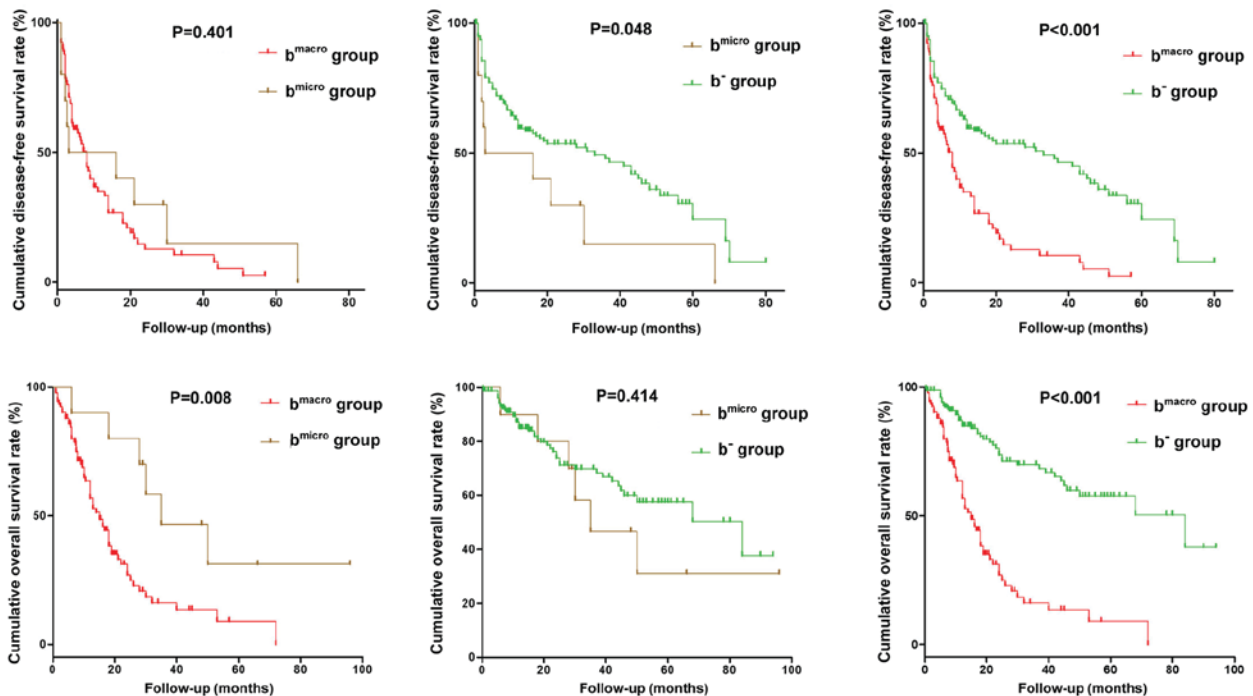 P=0.401
b^macro group
b^micro group
Cumulative disease-free survival rate (%)
100
50
0
0 20 40 60 80
Follow-up (months)
P=0.048
b^micro group
b^- group
Cumulative disease-free survival rate (%)
100
50
0
0 20 40 60 80
Follow-up (months)
P<0.001
b^macro group
b^- group
Cumulative disease-free survival rate (%)
100
50
0
0 20 40 60 80
Follow-up (months)
P=0.008
b^macro group
b^micro group
Cumulative overall survival rate (%)
100
50
0
0 20 40 60 80 100
Follow-up (months)
P=0.414
b^micro group
b^- group
Cumulative overall survival rate (%)
100
80
60
40
20
0
0 20 40 60 80 100
Follow-up (months)
P<0.001
b^macro group
b^- group
Cumulative overall survival rate (%)
100
50
0
0 20 40 60 80 100
Follow-up (months)